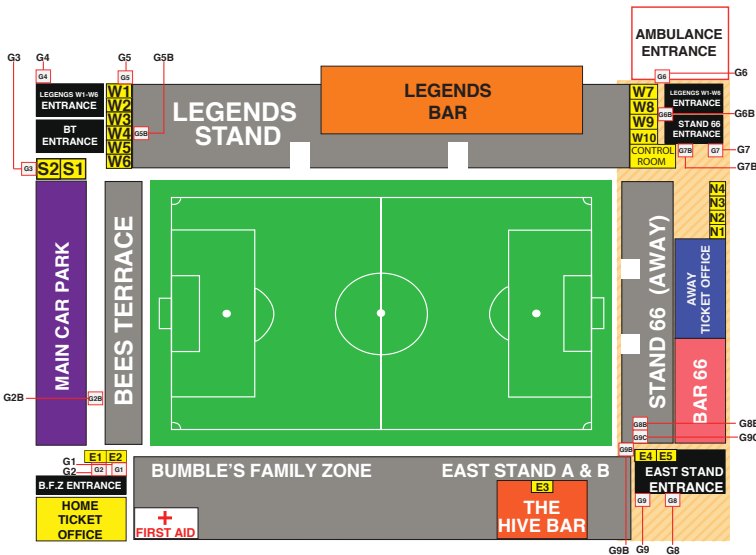 AMBULANCE
ENTRANCE
G3
G4
G5
G5B
G4
G5
G6
G6
LEGENGS W1-W6
ENTRANCE
BT
ENTRANCE
W1
W2
W3
W4
W5
W6
G5B
LEGENDS
STAND
LEGENDS
BAR
W7
W8
W9
W10
CONTROL
ROOM
G6B
LEGENGS W1-W6
ENTRANCE
STAND 66
ENTRANCE
G6B
G7B
G7
G7
G7B
G3
S2
S1
MAIN CAR PARK
BEES TERRACE
G2B
G2B
STAND 66 (AWAY)
N4
N3
N2
N1
AWAY
TICKET OFFICE
BAR 66
G8B
G9C
G8B
G9C
G9B
G1
G2
E1
E2
G2
G1
B.F.Z ENTRANCE
HOME
TICKET
OFFICE
BUMBLE'S FAMILY ZONE
EAST STAND A & B
FIRST AID
E3
THE
HIVE BAR
E4
E5
EAST STAND
ENTRANCE
G9
G8
G9B
G9
G8